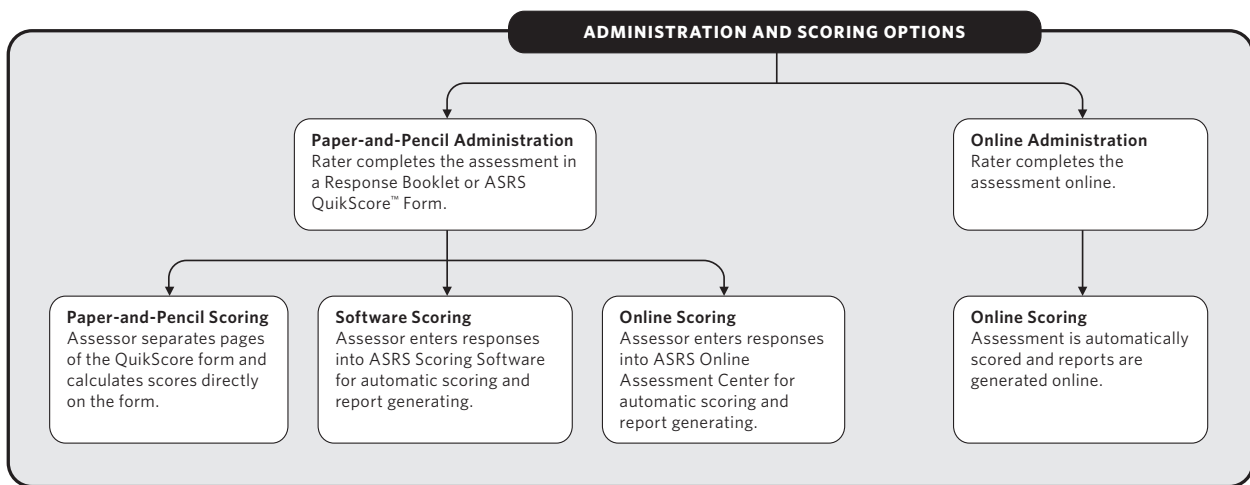 ADMINISTRATION AND SCORING OPTIONS
Paper-and-Pencil Administration
Rater completes the assessment in
a Response Booklet or ASRS
QuikScore™ Form.
Online Administration
Rater completes the
assessment online.
Paper-and-Pencil Scoring
Assessor separates pages
of the QuikScore form and
calculates scores directly
on the form.
Software Scoring
Assessor enters responses
into ASRS Scoring Software
for automatic scoring and
report generating.
Online Scoring
Assessor enters responses
into ASRS Online
Assessment Center for
automatic scoring and
report generating.
Online Scoring
Assessment is automatically
scored and reports are
generated online.